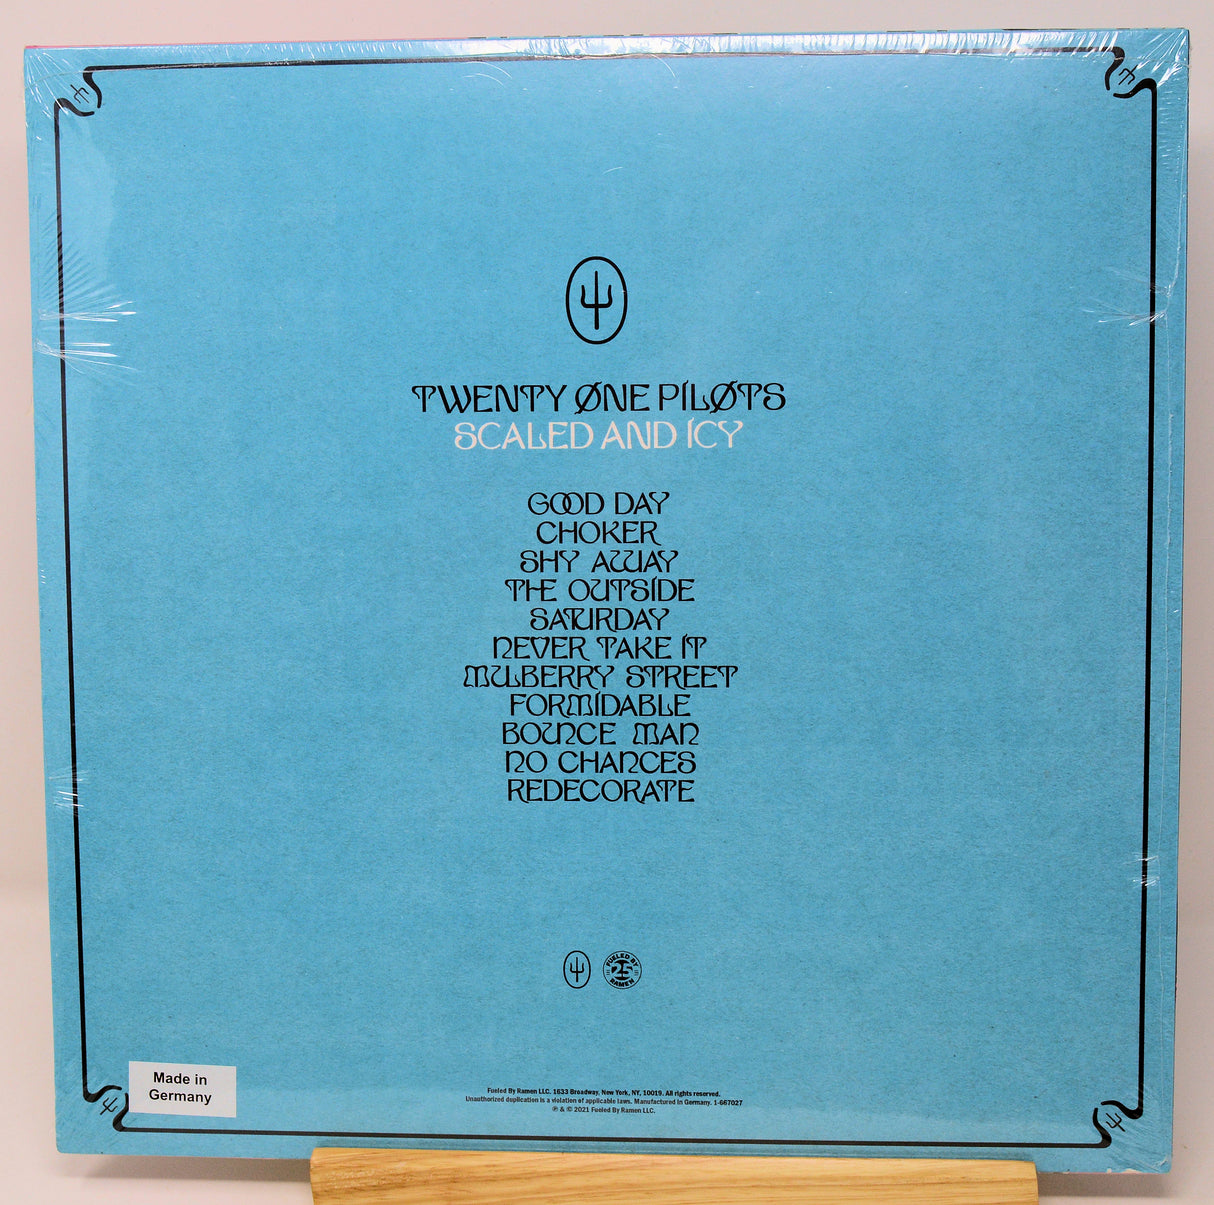 TWENTY ØNE PILØTS
SCALED AND ICY
GOOD DAY
CHOKER
SHY AWAY
THE OUTSIDE
SATURDAY
NEVER TAKE IT
MULBERRY STREET
FORMIDABLE
BOUNCE MAN
NO CHANCES
REDECORATE
FUELED BY
25
RAMEN
Made in
Germany
Fueled By Ramen LLC. 1633 Broadway, New York, NY, 10019. All rights reserved.
Unauthorized duplication is a violation of applicable laws. Manufactured in Germany. 1-667027
℗ & © 2021 Fueled By Ramen LLC.